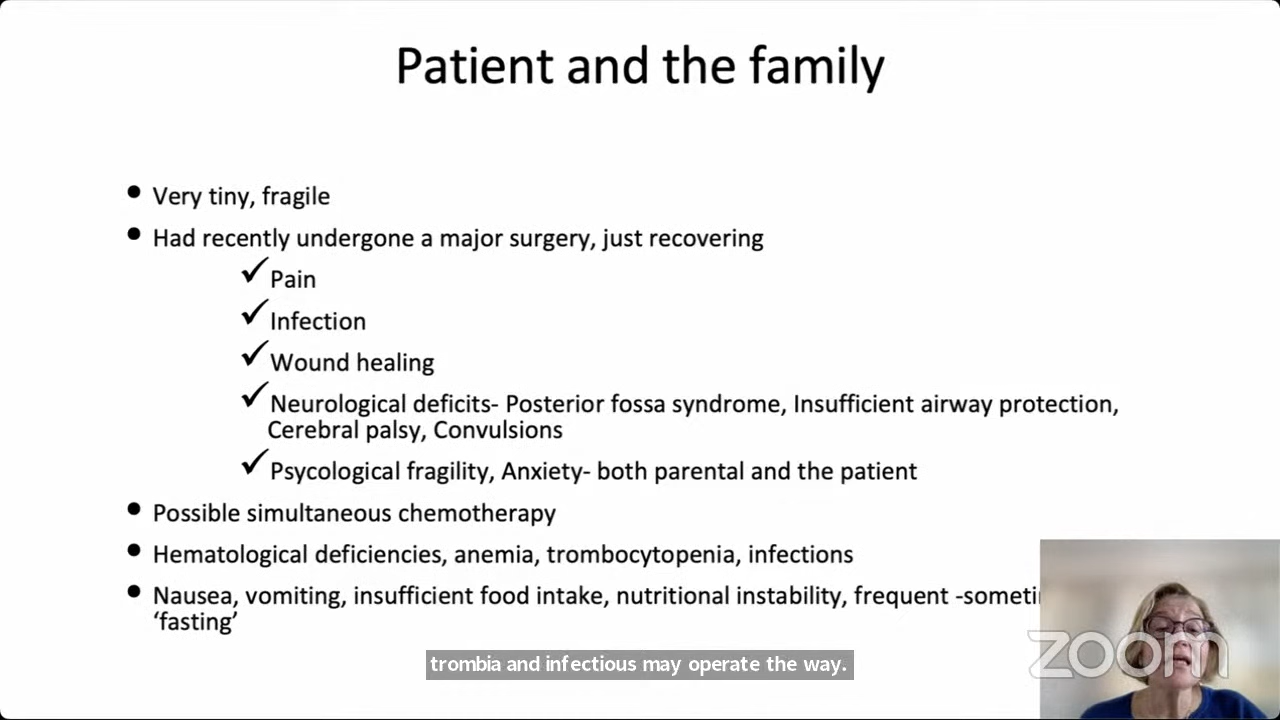 Patient and the family
• Very tiny, fragile
• Had recently undergone a major surgery, just recovering
✓Pain
✓Infection
✓Wound healing
✓Neurological deficits- Posterior fossa syndrome, Insufficient airway protection,
Cerebral palsy, Convulsions
✓Psycological fragility, Anxiety- both parental and the patient
• Possible simultaneous chemotherapy
• Hematological deficiencies, anemia, trombocytopenia, infections
• Nausea, vomiting, insufficient food intake, nutritional instability, frequent
'fasting'
trombia and infectious may operate the way.
zoom